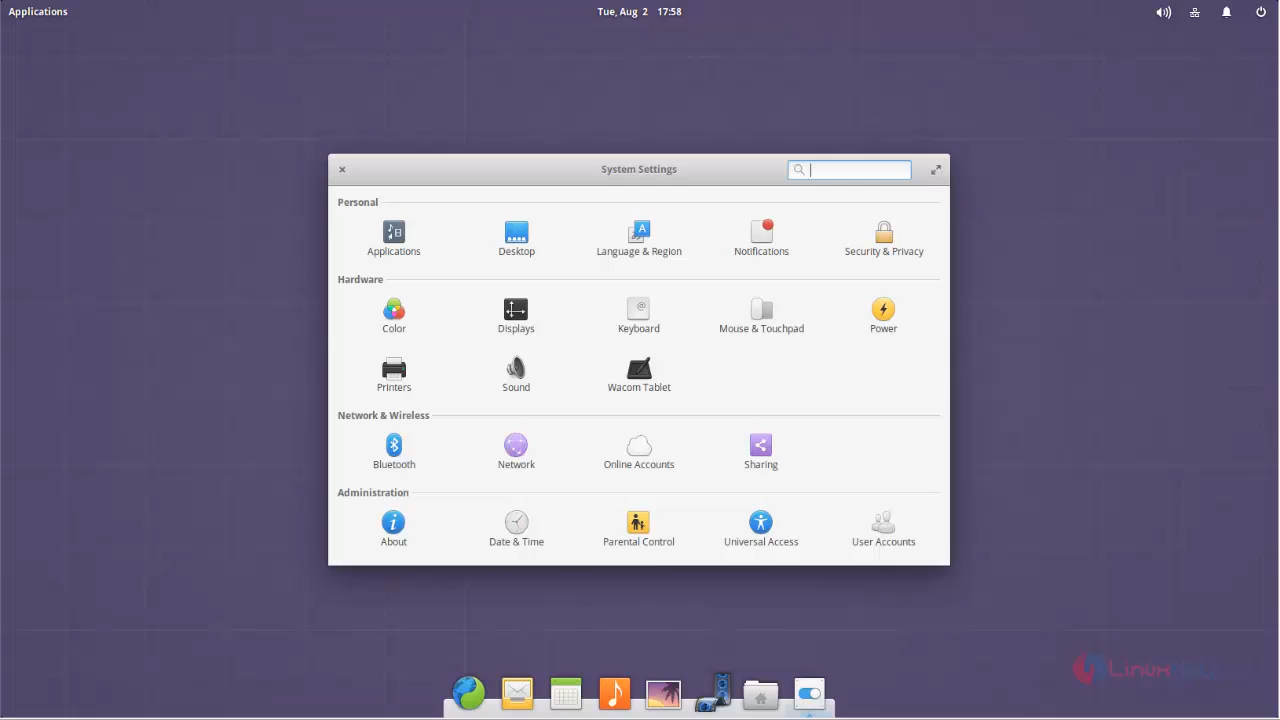 Applications Tue, Aug 2 17:58
System Settings
Personal
Applications Desktop Language & Region Notifications Security & Privacy
Hardware
Color Displays Keyboard Mouse & Touchpad Power
Printers Sound Wacom Tablet
Network & Wireless
Bluetooth Network Online Accounts Sharing
Administration
About Date & Time Parental Control Universal Access User Accounts